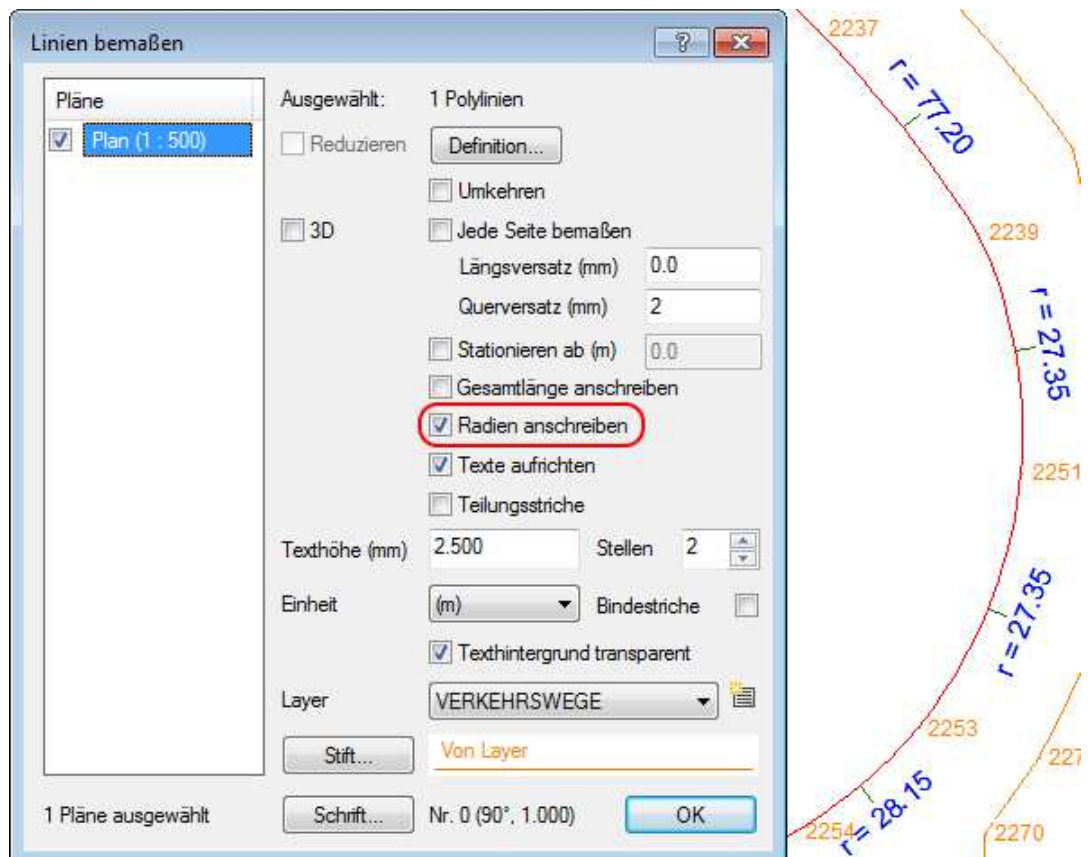 Linien bemaßen
Pläne
Plan (1 : 500)
1 Pläne ausgewählt
Ausgewählt: 1 Polylinien
Reduzieren Definition...
Umkehren
3D Jede Seite bemaßen
Längsversatz (mm) 0.0
Querversatz (mm) 2
Stationieren ab (m) 0.0
Gesamtlänge anschreiben
Radien anschreiben
Texte aufrichten
Teilungsstriche
Texthöhe (mm) 2.500 Stellen 2
Einheit (m) Bindestriche
Texthintergrund transparent
Layer VERKEHRSWEGE
Stift... Von Layer
Schrift... Nr. 0 (90°, 1.000) OK
2237
r = 77.20
2239
r = 27.35
2251
r = 27.35
2253
227
r = 28.15
2254
2270